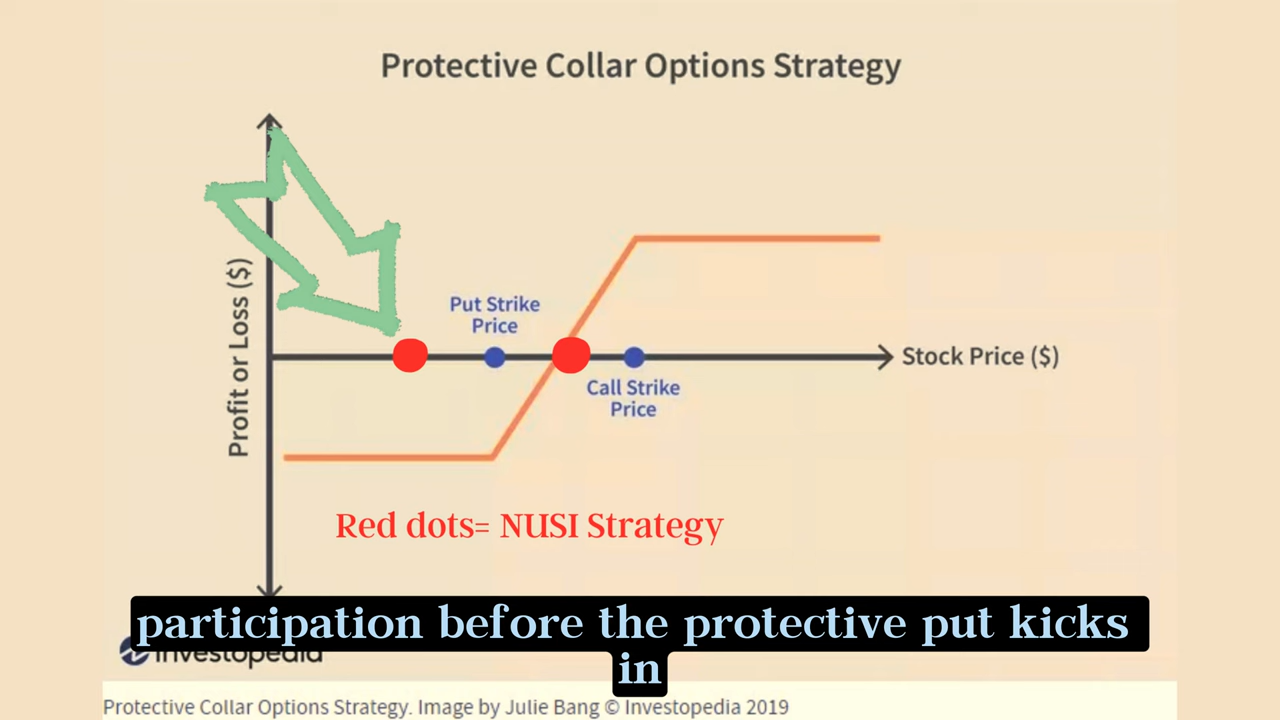 Protective Collar Options Strategy
Profit or Loss ($)
Put Strike
Price
Stock Price ($)
Call Strike
Price
Red dots= NUSI Strategy
participation before the protective put kicks
in
Investopedia
Protective Collar Options Strategy. Image by Julie Bang © Investopedia 2019